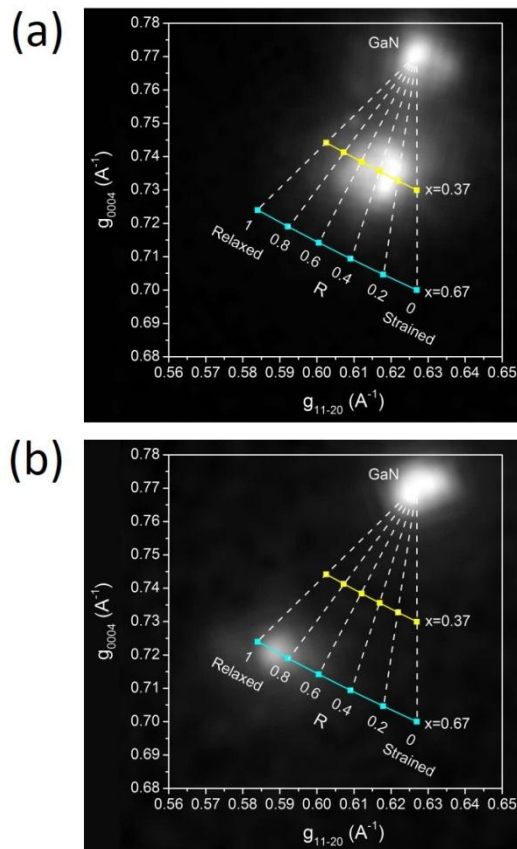 (a)
0.78
GaN
0.77
0.76
0.75
0.74
0.73
x=0.37
0.72
0.71
0.70
x=0.67
0.69
0.68
1
0.8
0.6
0.4
0.2
0
Relaxed
R
Strained
g0004 (A-1)
0.56 0.57 0.58 0.59 0.60 0.61 0.62 0.63 0.64 0.65
g11-20 (A-1)
(b)
0.78
GaN
0.77
0.76
0.75
0.74
0.73
x=0.37
0.72
0.71
0.70
x=0.67
0.69
0.68
1
0.8
0.6
0.4
0.2
0
Relaxed
R
Strained
g0004 (A-1)
0.56 0.57 0.58 0.59 0.60 0.61 0.62 0.63 0.64 0.65
g11-20 (A-1)